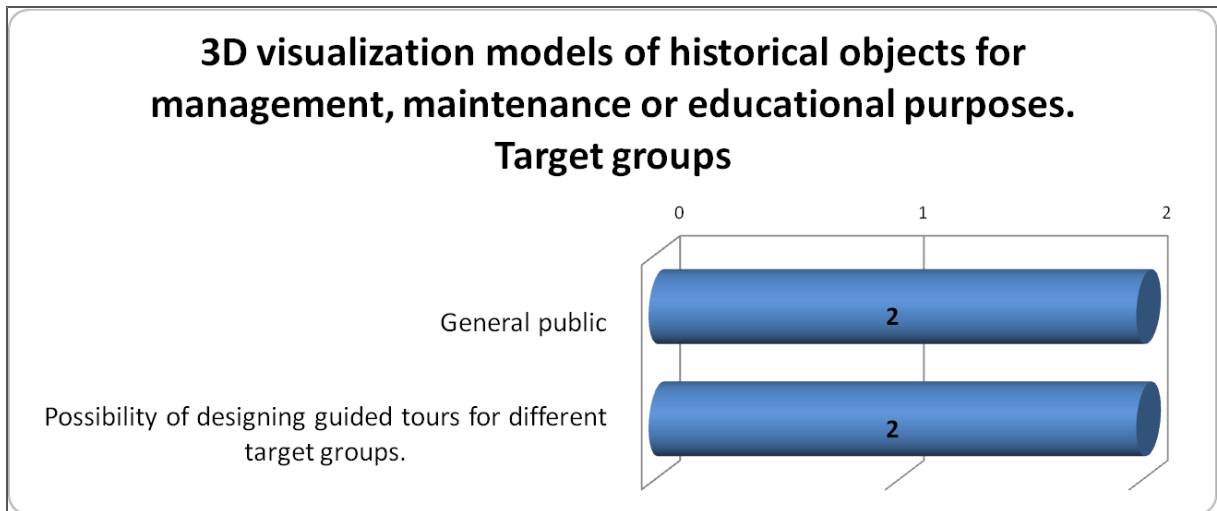 3D visualization models of historical objects for
management, maintenance or educational purposes.
Target groups
0 1 2
General public
2
Possibility of designing guided tours for different
target groups.
2